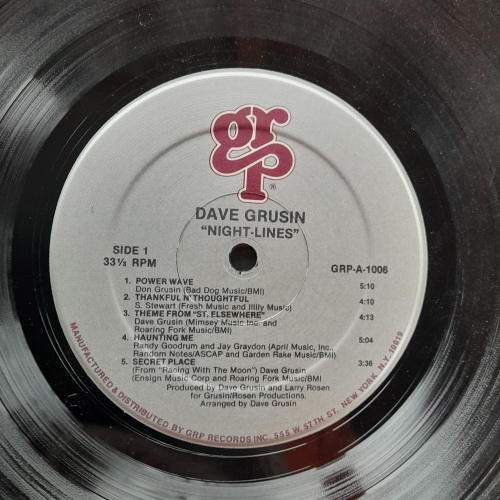 grp®
DAVE GRUSIN
"NIGHT-LINES"
SIDE 1
33⅓ RPM
GRP-A-1006
1. POWER WAVE 5:10
Don Grusin (Bad Dog Music/BMI)
2. THANKFUL N' THOUGHTFUL 4:10
S. Stewart (Fresh Music and Illily Music)
3. THEME FROM "ST. ELSEWHERE" 4:13
Dave Grusin (Mimsey Music Inc. and
Roaring Fork Music/BMI)
4. HAUNTING ME 5:04
Randy Goodrum and Jay Graydon (April Music, Inc.,
Random Notes/ASCAP and Garden Rake Music/BMI)
5. SECRET PLACE 3:36
(From "Racing With The Moon") Dave Grusin
(Ensign Music Corp and Roaring Fork Music/BMI
Produced by Dave Grusin and Larry Rosen
for Grusin/Rosen Productions.
Arranged by Dave Grusin
MANUFACTURED & DISTRIBUTED BY GRP RECORDS INC. 555 W. 57TH ST. NEW YORK, N.Y. 10019